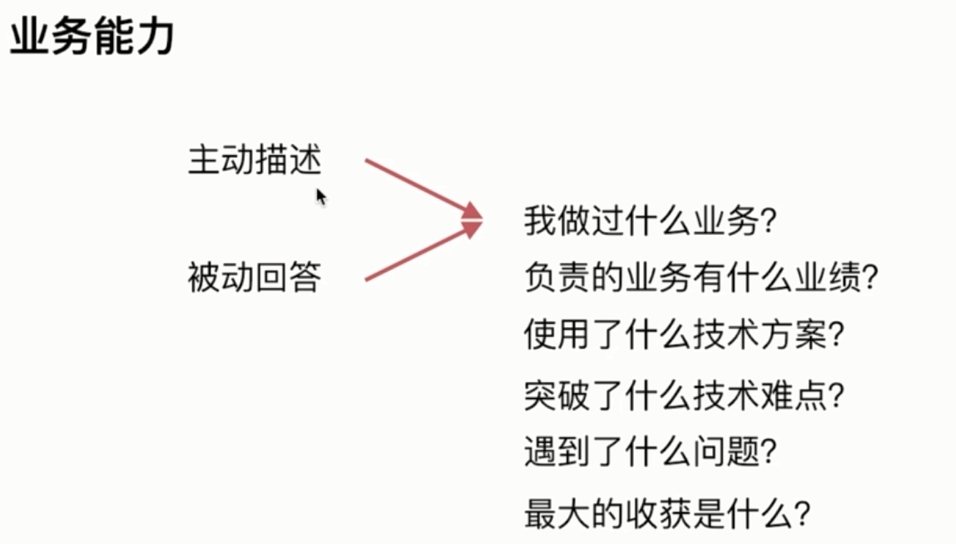 业务能力
主动描述
被动回答
我做过什么业务？
负责的业务有什么业绩？
使用了什么技术方案？
突破了什么技术难点？
遇到了什么问题？
最大的收获是什么？